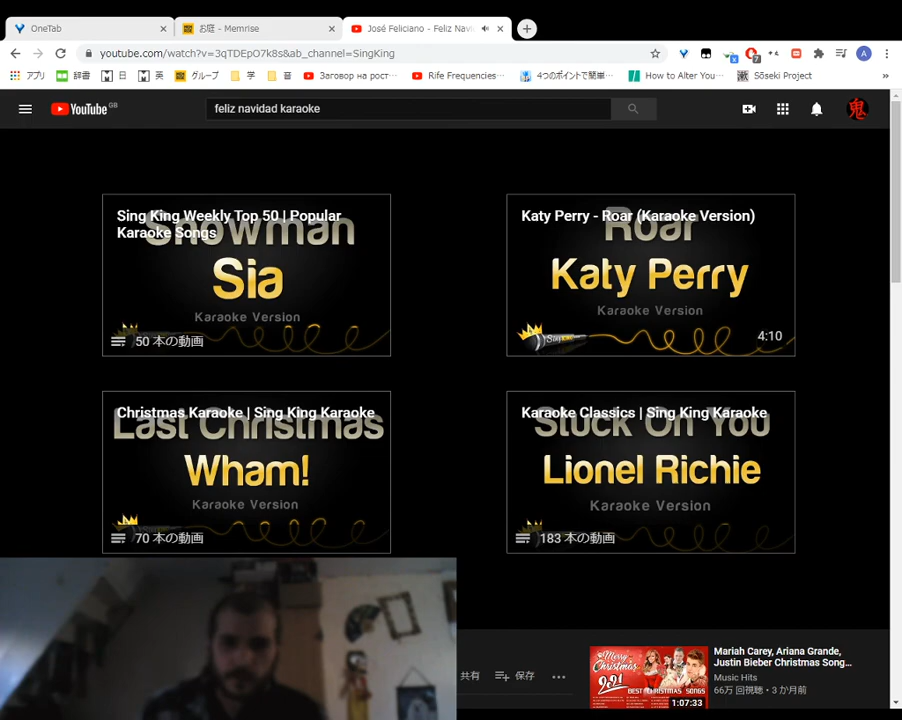 OneTab
お庭 - Memrise
José Feliciano - Feliz Navi
youtube.com/watch?v=3qTDEpO7k8s&ab_channel=SingKing
アプリ 辞書 日 英 グループ 学 Заговор на рост… Rife Frequencies… 4つのポイントで簡単… How to Alter You… Sōseki Project »
YouTube GB
feliz navidad karaoke
鬼
Sing King Weekly Top 50 | Popular
Karaoke Songs
Snowman
Sia
Karaoke Version
50 本の動画
Katy Perry - Roar (Karaoke Version)
Roar
Katy Perry
Karaoke Version
4:10
Christmas Karaoke | Sing King Karaoke
Last Christmas
Wham!
Karaoke Version
70 本の動画
Karaoke Classics | Sing King Karaoke
Stuck On You
Lionel Richie
Karaoke Version
183 本の動画
共有 保存
Merry
Christmas
2021
BEST CHRISTMAS SONGS
1:07:33
Mariah Carey, Ariana Grande,
Justin Bieber Christmas Song…
Music Hits
66万 回視聴・3 か月前